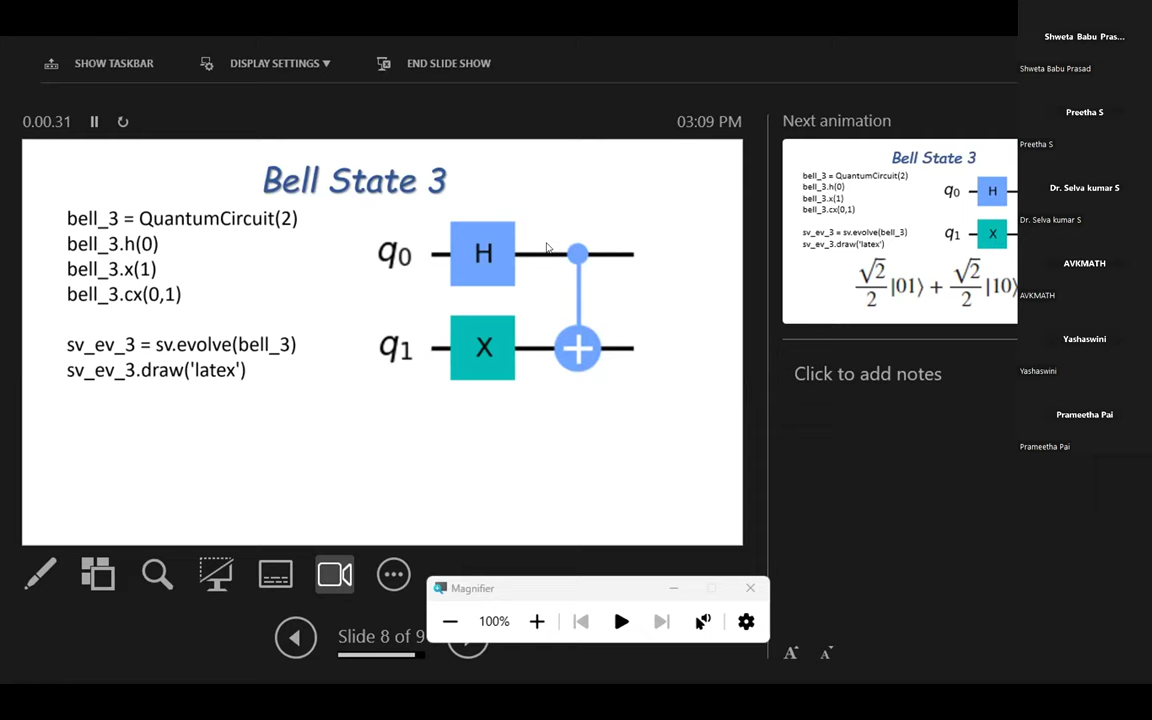 SHOW TASKBAR
DISPLAY SETTINGS ▼
END SLIDE SHOW
0.00.31
03:09 PM
Bell State 3
bell_3 = QuantumCircuit(2)
bell_3.h(0)
bell_3.x(1)
bell_3.cx(0,1)
sv_ev_3 = sv.evolve(bell_3)
sv_ev_3.draw('latex')
q0
H
q1
X
Next animation
Bell State 3
bell_3 = QuantumCircuit(2)
bell_3.h(0)
bell_3.x(1)
bell_3.cx(0,1)
sv_ev_3 = sv.evolve(bell_3)
sv_ev_3.draw('latex')
q0
H
q1
X
√2/2 |01⟩ + √2/2 |10⟩
Click to add notes
Magnifier
100%
Slide 8 of 9
A A
Shweta Babu Pras...
Shweta Babu Prasad
Preetha S
Preetha S
Dr. Selva kumar S
Dr. Selva kumar S
AVKMATH
AVKMATH
Yashaswini
Yashaswini
Prameetha Pai
Prameetha Pai